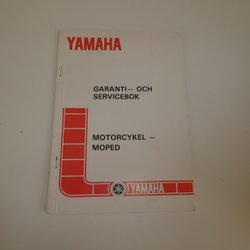 YAMAHA
GARANTI– OCH
SERVICEBOK
MOTORCYKEL –
MOPED
YAMAHA